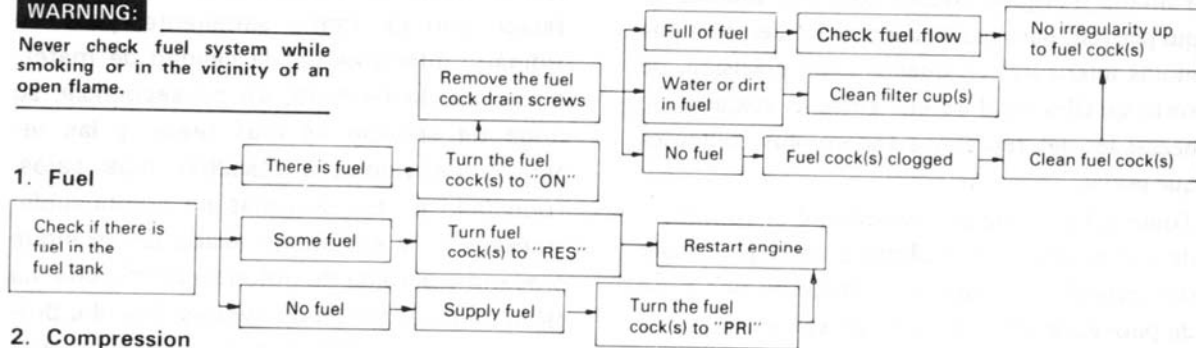 WARNING:
Never check fuel system while
smoking or in the vicinity of an
open flame.
1. Fuel
Check if there is
fuel in the
fuel tank
There is fuel
Turn the fuel
cock(s) to "ON"
Remove the fuel
cock drain screws
Full of fuel
Check fuel flow
No irregularity up
to fuel cock(s)
Water or dirt
in fuel
Clean filter cup(s)
No fuel
Fuel cock(s) clogged
Clean fuel cock(s)
Some fuel
Turn fuel
cock(s) to "RES"
Restart engine
No fuel
Supply fuel
Turn the fuel
cock(s) to "PRI"
2. Compression